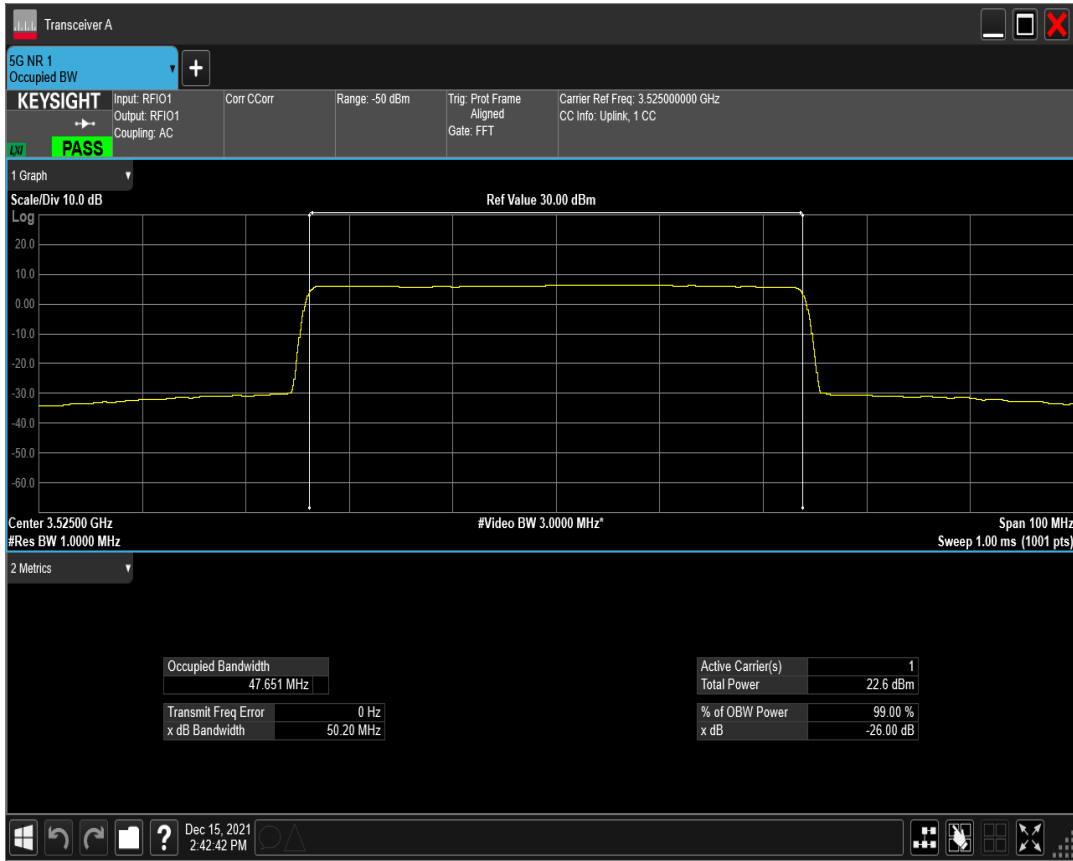 Transceiver A
5G NR 1
Occupied BW
KEYSIGHT
LXI
PASS
Input: RFIO1
Output: RFIO1
Coupling: AC
Corr CCorr
Range: -50 dBm
Trig: Prot Frame
Aligned
Gate: FFT
Carrier Ref Freq: 3.525000000 GHz
CC Info: Uplink, 1 CC
1 Graph
Scale/Div 10.0 dB
Ref Value 30.00 dBm
Log
20.0
10.0
0.00
-10.0
-20.0
-30.0
-40.0
-50.0
-60.0
Center 3.52500 GHz
#Video BW 3.0000 MHz*
Span 100 MHz
#Res BW 1.0000 MHz
Sweep 1.00 ms (1001 pts)
2 Metrics
Occupied Bandwidth
47.651 MHz
Transmit Freq Error 0 Hz
x dB Bandwidth 50.20 MHz
Active Carrier(s) 1
Total Power 22.6 dBm
% of OBW Power 99.00 %
x dB -26.00 dB
?
Dec 15, 2021
2:42:42 PM